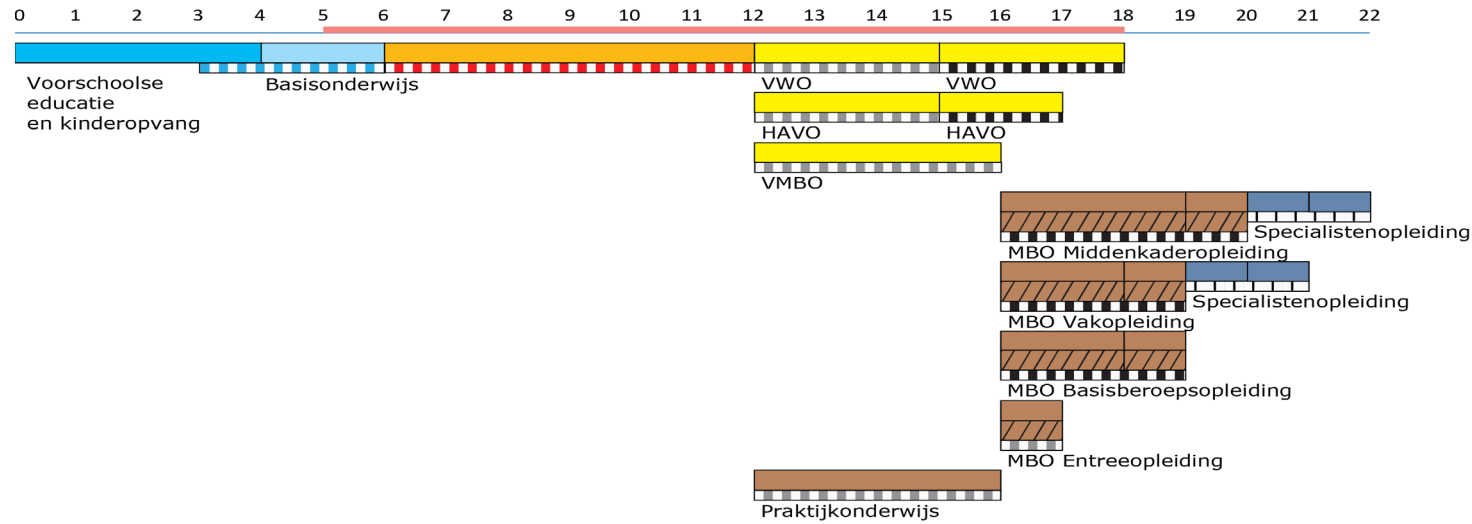 0 1 2 3 4 5 6 7 8 9 10 11 12 13 14 15 16 17 18 19 20 21 22
Voorschoolse
educatie
en kinderopvang
Basisonderwijs
VWO VWO
HAVO HAVO
VMBO
Specialistenopleiding
MBO Middenkaderopleiding
Specialistenopleiding
MBO Vakopleiding
MBO Basisberoepsopleiding
MBO Entreeopleiding
Praktijkonderwijs